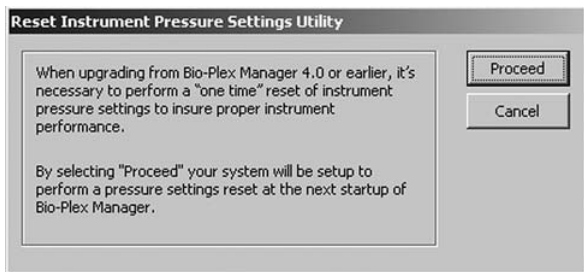 Reset Instrument Pressure Settings Utility
When upgrading from Bio-Plex Manager 4.0 or earlier, it's
necessary to perform a "one time" reset of instrument
pressure settings to insure proper instrument
performance.
By selecting "Proceed" your system will be setup to
perform a pressure settings reset at the next startup of
Bio-Plex Manager.
Proceed
Cancel